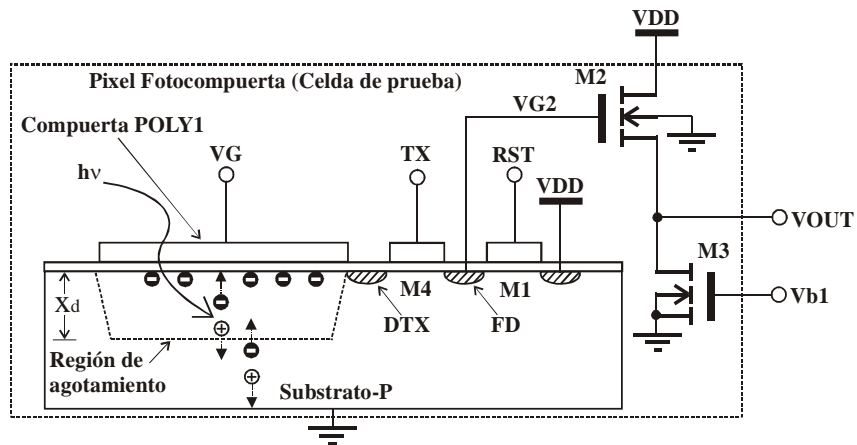 VDD
Pixel Fotocompuerta (Celda de prueba)
M2
VG2
Compuerta POLY1
VG
TX
RST
hν
VDD
VOUT
M3
Xd
M4
M1
Vb1
DTX
FD
Región de
agotamiento
Substrato-P